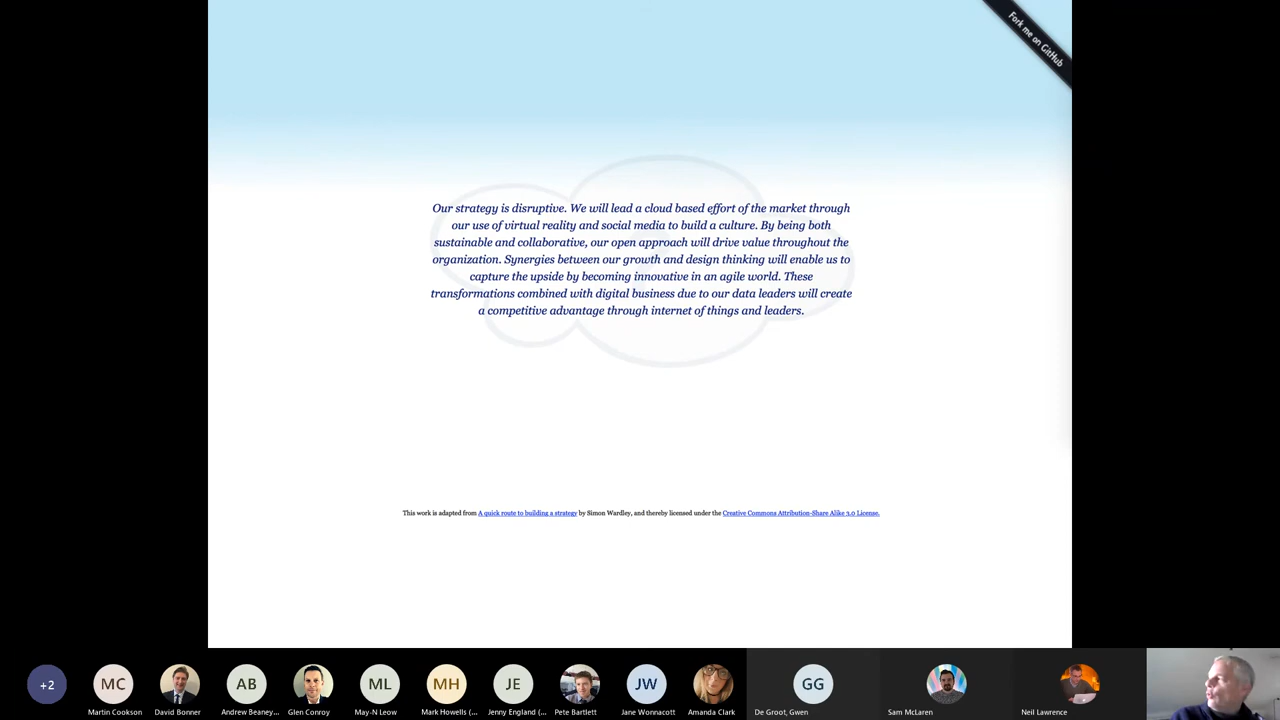 Fork me on GitHub
Our strategy is disruptive. We will lead a cloud based effort of the market through
our use of virtual reality and social media to build a culture. By being both
sustainable and collaborative, our open approach will drive value throughout the
organization. Synergies between our growth and design thinking will enable us to
capture the upside by becoming innovative in an agile world. These
transformations combined with digital business due to our data leaders will create
a competitive advantage through internet of things and leaders.
This work is adapted from A quick route to building a strategy by Simon Wardley, and thereby licensed under the Creative Commons Attribution-Share Alike 3.0 License.
+2 MC AB ML MH JE JW GG
Martin Cookson David Bonner Andrew Beaney... Glen Conroy May-N Leow Mark Howells (... Jenny England (... Pete Bartlett Jane Wonnacott Amanda Clark De Groot, Gwen Sam McLaren Neil Lawrence